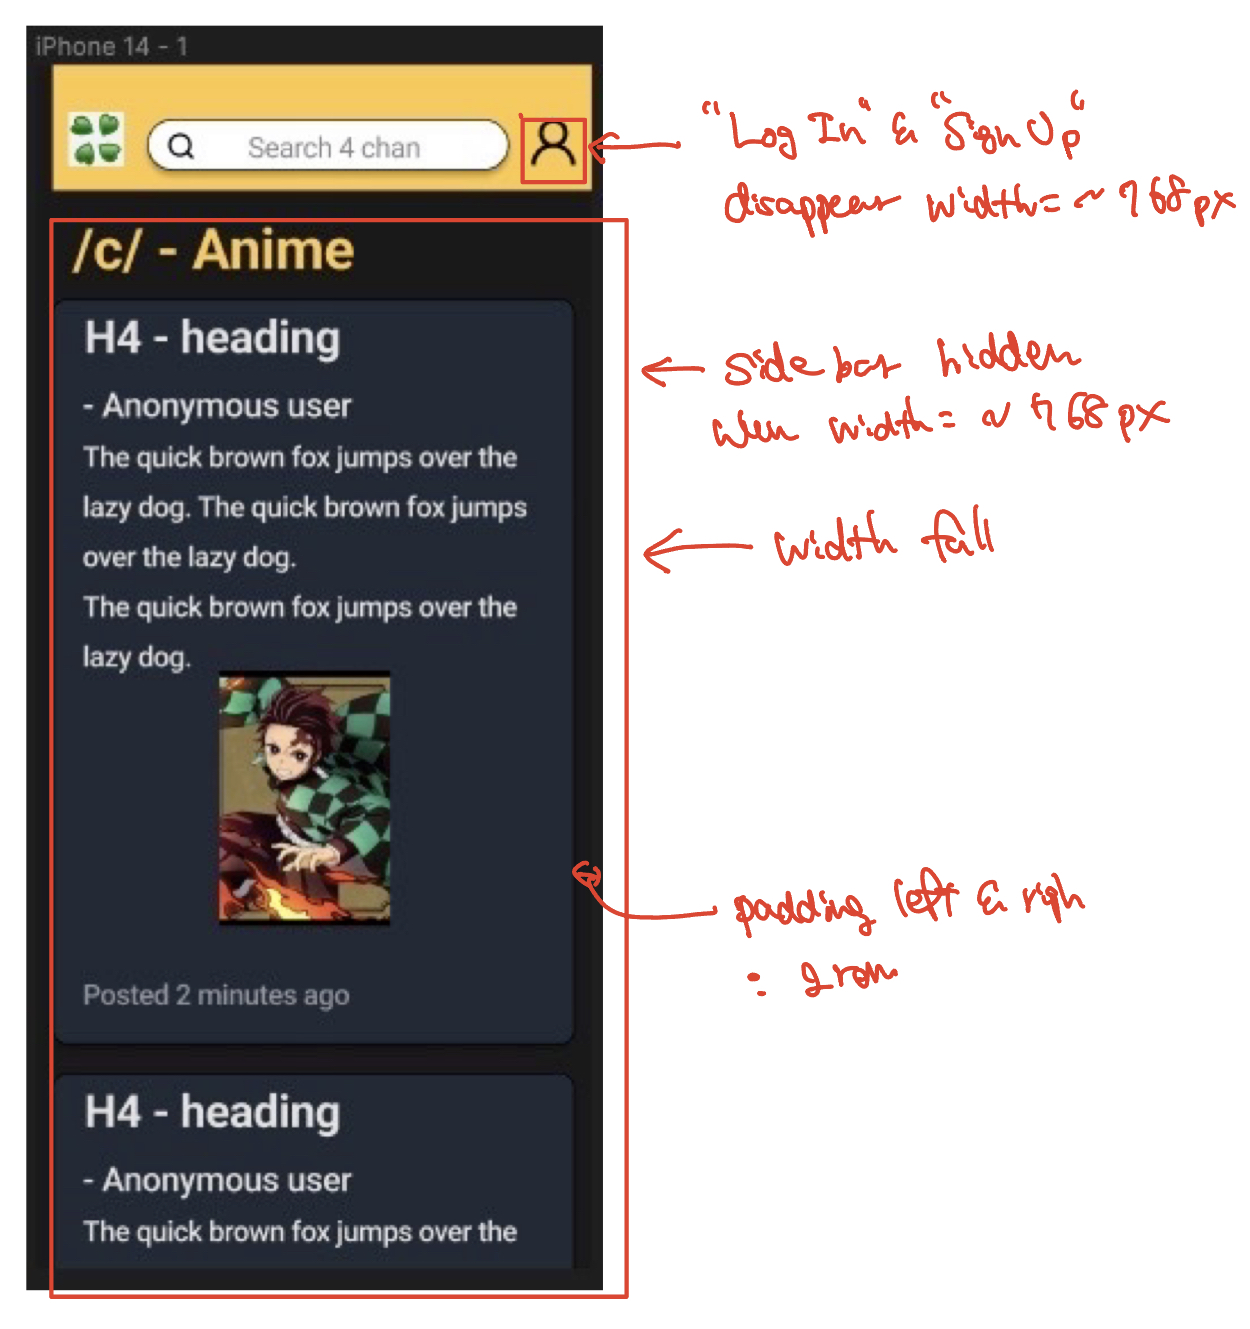 iPhone 14 - 1
Search 4 chan
"Log In" & "Sign Up"
disappear width = ~ 768px
/c/ - Anime
H4 - heading
- Anonymous user
The quick brown fox jumps over the
lazy dog. The quick brown fox jumps
over the lazy dog.
The quick brown fox jumps over the
lazy dog.
Posted 2 minutes ago
H4 - heading
- Anonymous user
The quick brown fox jumps over the
side bar hidden
when width = ~ 768 px
width full
padding left & righ
= 2rem